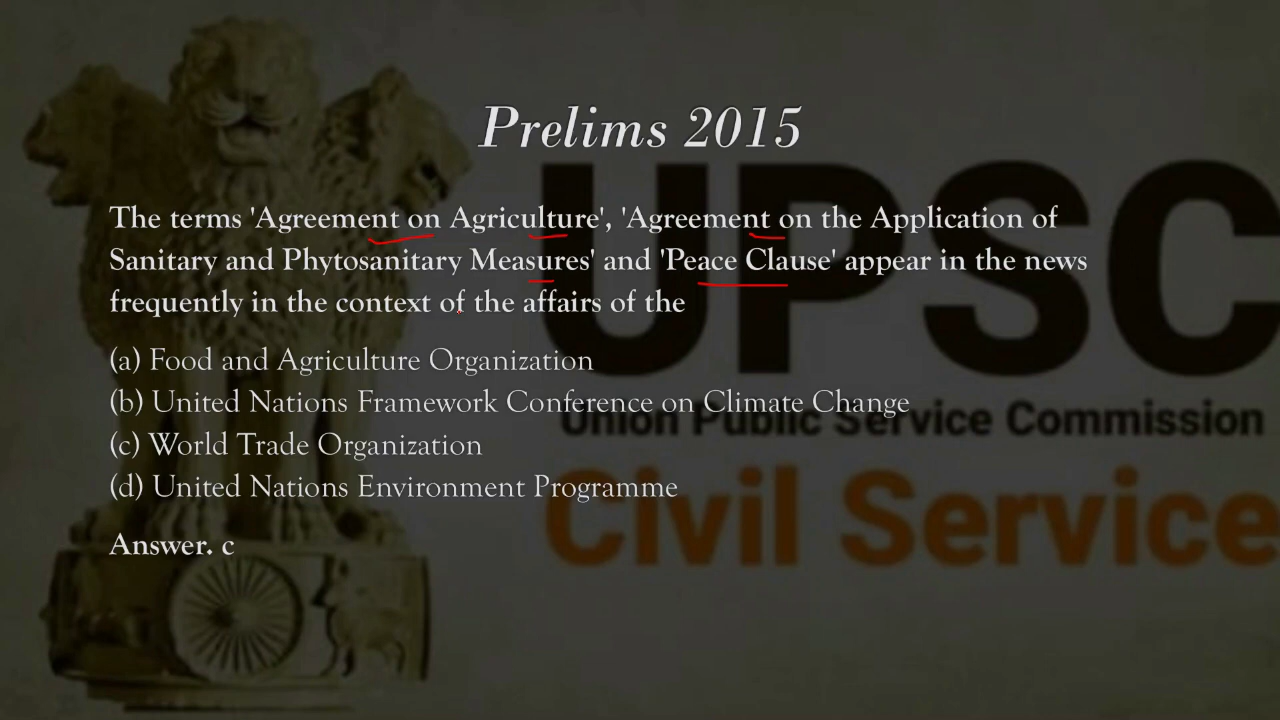 Prelims 2015
The terms 'Agreement on Agriculture', 'Agreement on the Application of
Sanitary and Phytosanitary Measures' and 'Peace Clause' appear in the news
frequently in the context of the affairs of the
(a) Food and Agriculture Organization
(b) United Nations Framework Conference on Climate Change
(c) World Trade Organization
(d) United Nations Environment Programme
Answer. c
UPSC
Union Public Service Commission
Civil Service